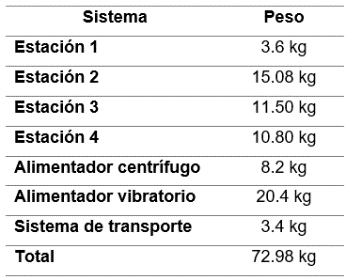 Sistema Peso
Estación 1 3.6 kg
Estación 2 15.08 kg
Estación 3 11.50 kg
Estación 4 10.80 kg
Alimentador centrífugo 8.2 kg
Alimentador vibratorio 20.4 kg
Sistema de transporte 3.4 kg
Total 72.98 kg